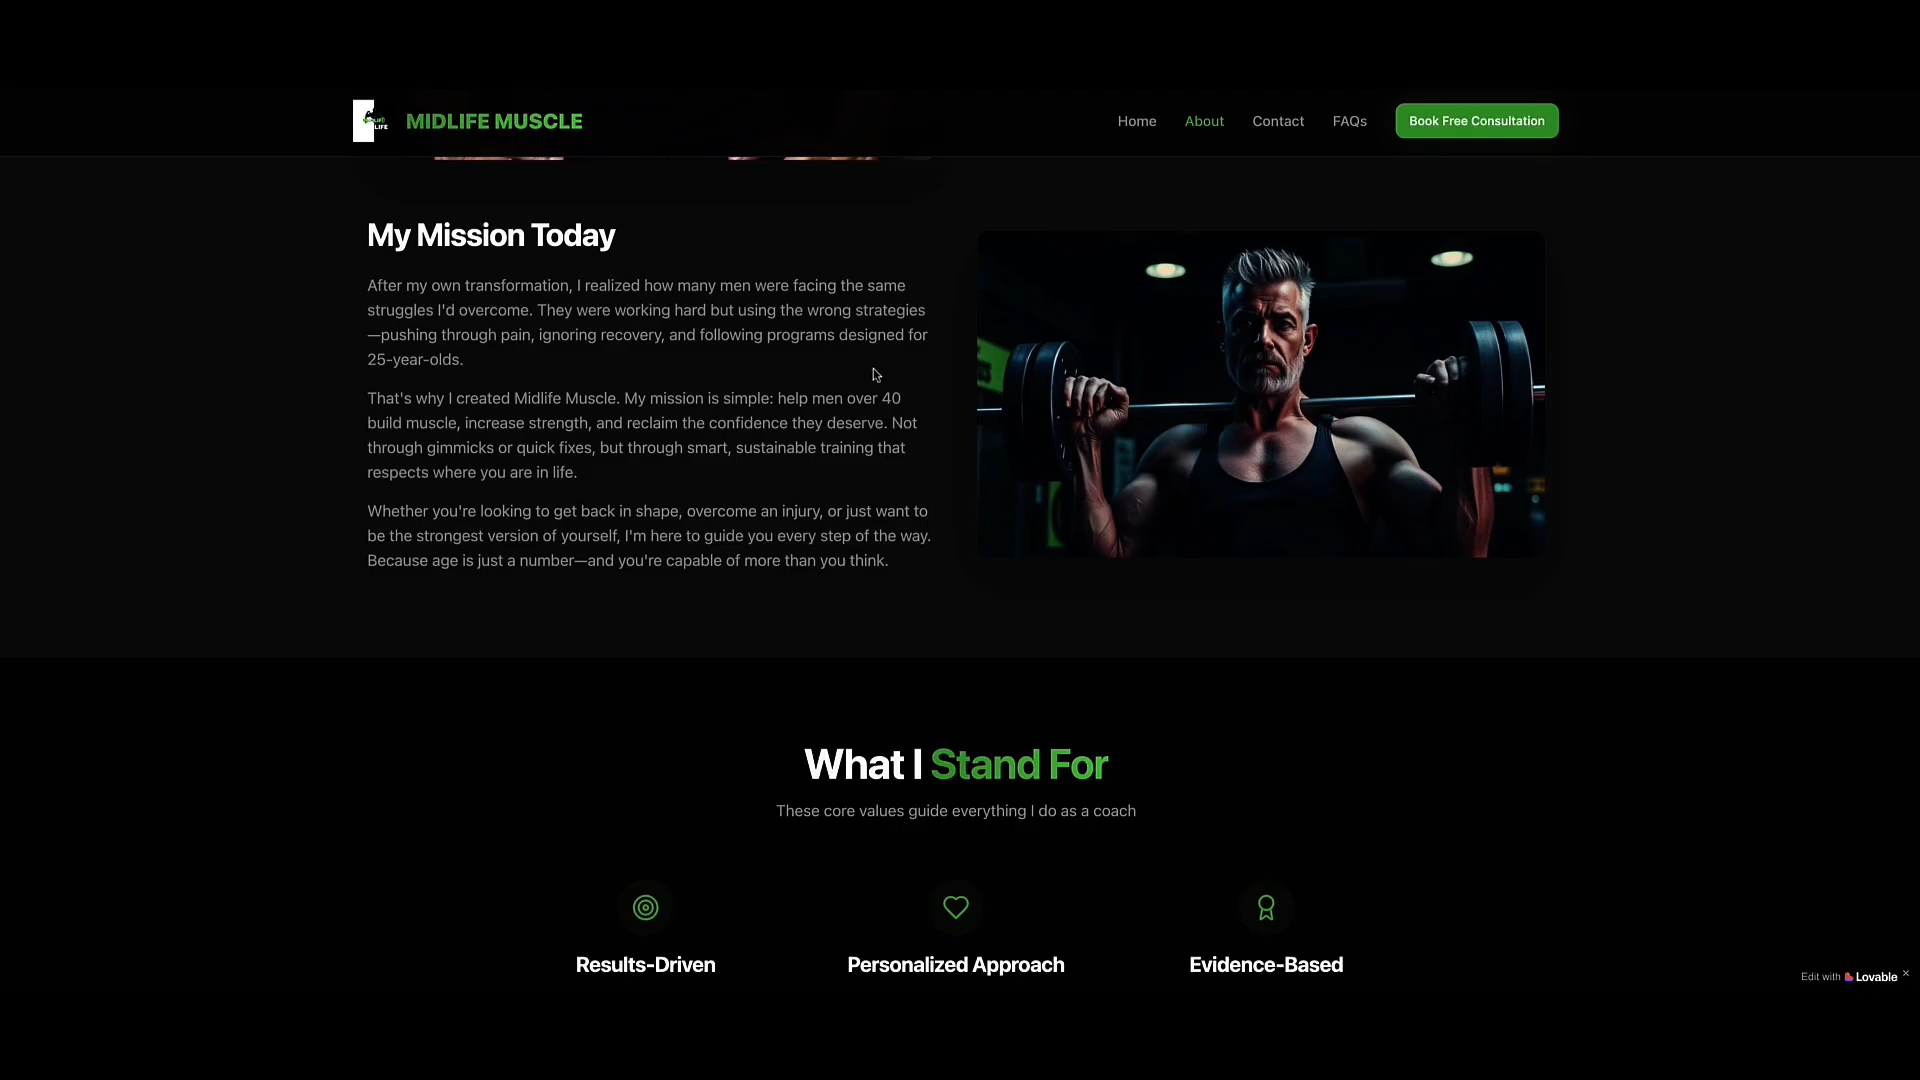 LIFE
MIDLIFE MUSCLE
Home
About
Contact
FAQs
Book Free Consultation
My Mission Today
After my own transformation, I realized how many men were facing the same
struggles I'd overcome. They were working hard but using the wrong strategies
—pushing through pain, ignoring recovery, and following programs designed for
25-year-olds.
That's why I created Midlife Muscle. My mission is simple: help men over 40
build muscle, increase strength, and reclaim the confidence they deserve. Not
through gimmicks or quick fixes, but through smart, sustainable training that
respects where you are in life.
Whether you're looking to get back in shape, overcome an injury, or just want to
be the strongest version of yourself, I'm here to guide you every step of the way.
Because age is just a number—and you're capable of more than you think.
What I Stand For
These core values guide everything I do as a coach
Results-Driven
Personalized Approach
Evidence-Based
Edit with Lovable